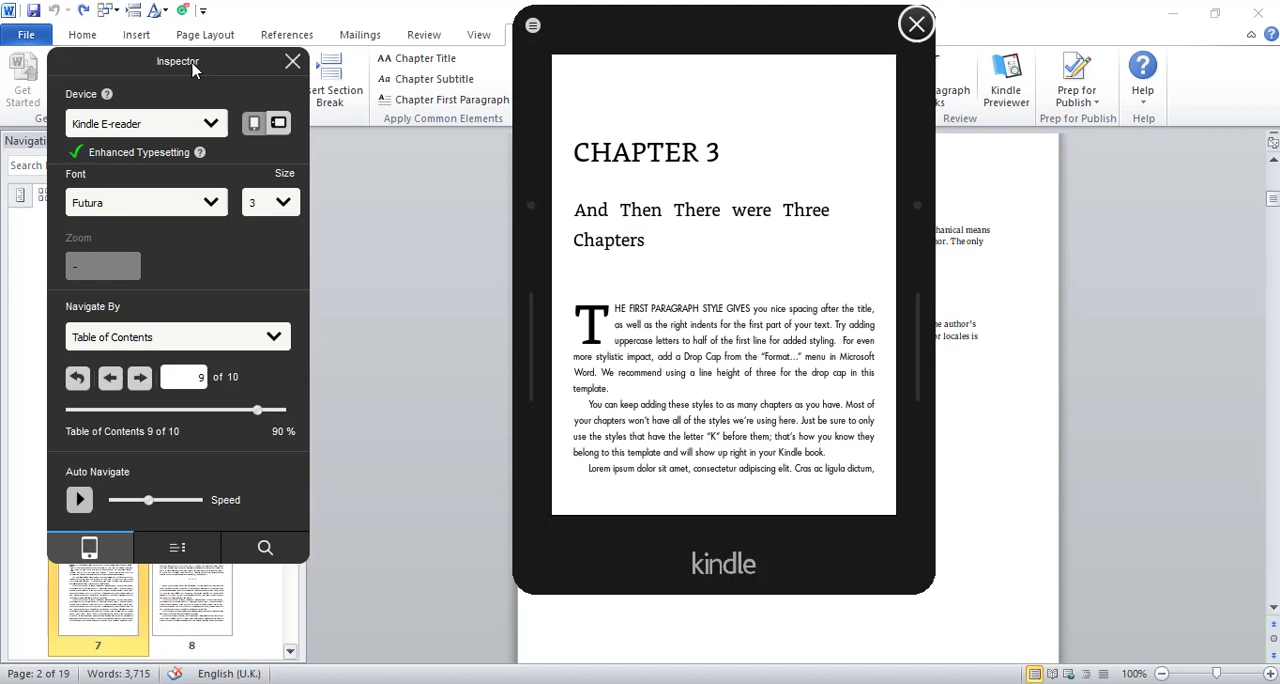 File Home Insert Page Layout References Mailings Review View
Get Started
Section Break
Chapter Title
Chapter Subtitle
Chapter First Paragraph
Apply Common Elements
Kindle Previewer
Prep for Publish
Help
Review
Prep for Publish
Help
Search
Inspector
Device ?
Kindle E-reader
Enhanced Typesetting ?
Font Size
Futura 3
Zoom
-
Navigate By
Table of Contents
9 of 10
Table of Contents 9 of 10 90 %
Auto Navigate
Speed
CHAPTER 3
And Then There were Three
Chapters
THE FIRST PARAGRAPH STYLE GIVES you nice spacing after the title,
as well as the right indents for the first part of your text. Try adding
uppercase letters to half of the first line for added styling. For even
more stylistic impact, add a Drop Cap from the “Format...” menu in Microsoft
Word. We recommend using a line height of three for the drop cap in this
template.
You can keep adding these styles to as many chapters as you have. Most of
your chapters won’t have all of the styles we’re using here. Just be sure to only
use the styles that have the letter “K” before them; that’s how you know they
belong to this template and will show up right in your Kindle book.
Lorem ipsum dolor sit amet, consectetur adipiscing elit. Cras ac ligula dictum,
kindle
means
The only
author's
locales is
7 8
Page: 2 of 19 Words: 3,715 English (U.K.) 100%